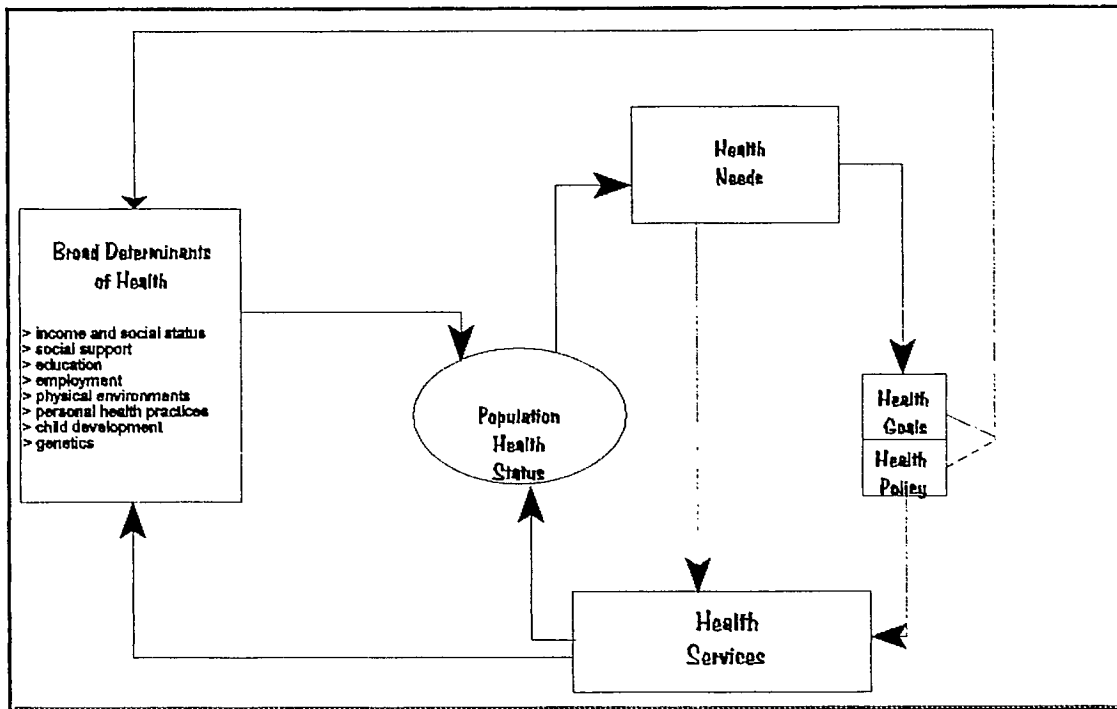 Health
Needs
Broad Determinants
of Health
> income and social status
> social support
> education
> employment
> physical environments
> personal health practices
> child development
> genetics
Population
Health
Status
Health
Goals
Health
Policy
Health
Services